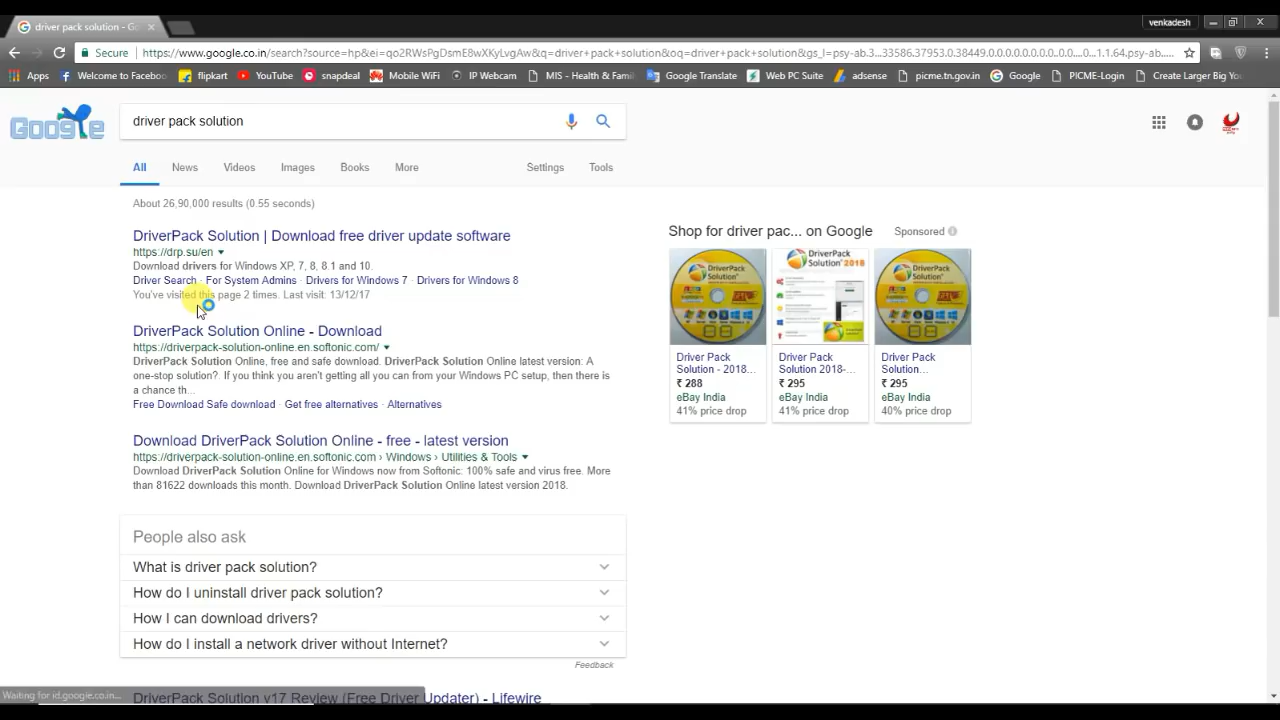 driver pack solution - Go
venkadesh
Secure
https://www.google.co.in/search?source=hp&ei=qo2RWsPgDsmE8wXKyLvgAw&q=driver+pack+solution&oq=driver+pack+solution&gs_l=psy-ab.3...33586.37953.0.38449.0.0.0.0.0.0.0.0..0.0....0...1.1.64.psy-ab,...
Apps
Welcome to Faceboo
flipkart
YouTube
snapdeal
Mobile WiFi
IP Webcam
MIS - Health & Fami
Google Translate
Web PC Suite
adsense
picme.tn.gov.in
Google
PICME-Login
Create Larger Big You
Google
driver pack solution
All News Videos Images Books More Settings Tools
About 26,90,000 results (0.55 seconds)
DriverPack Solution | Download free driver update software
https://drp.su/en
Download drivers for Windows XP, 7, 8, 8.1 and 10.
Driver Search · For System Admins · Drivers for Windows 7 · Drivers for Windows 8
You've visited this page 2 times. Last visit: 13/12/17
DriverPack Solution Online - Download
https://driverpack-solution-online.en.softonic.com/
DriverPack Solution Online, free and safe download. DriverPack Solution Online latest version: A
one-stop solution?. If you think you aren't getting all you can from your Windows PC setup, then there is
a chance th...
Free Download Safe download · Get free alternatives · Alternatives
Download DriverPack Solution Online - free - latest version
https://driverpack-solution-online.en.softonic.com › Windows › Utilities & Tools
Download DriverPack Solution Online for Windows now from Softonic: 100% safe and virus free. More
than 81622 downloads this month. Download DriverPack Solution Online latest version 2018.
People also ask
What is driver pack solution?
How do I uninstall driver pack solution?
How I can download drivers?
How do I install a network driver without Internet?
Feedback
DriverPack Solution v17 Review (Free Driver Updater) - Lifewire
Waiting for id.google.co.in...
Shop for driver pac... on Google
Sponsored
DriverPack
Solution
DriverPack
Solution 2018
DriverPack
Solution
Driver Pack
Solution - 2018...
₹ 288
eBay India
41% price drop
Driver Pack
Solution 2018-...
₹ 295
eBay India
41% price drop
Driver Pack
Solution...
₹ 295
eBay India
40% price drop